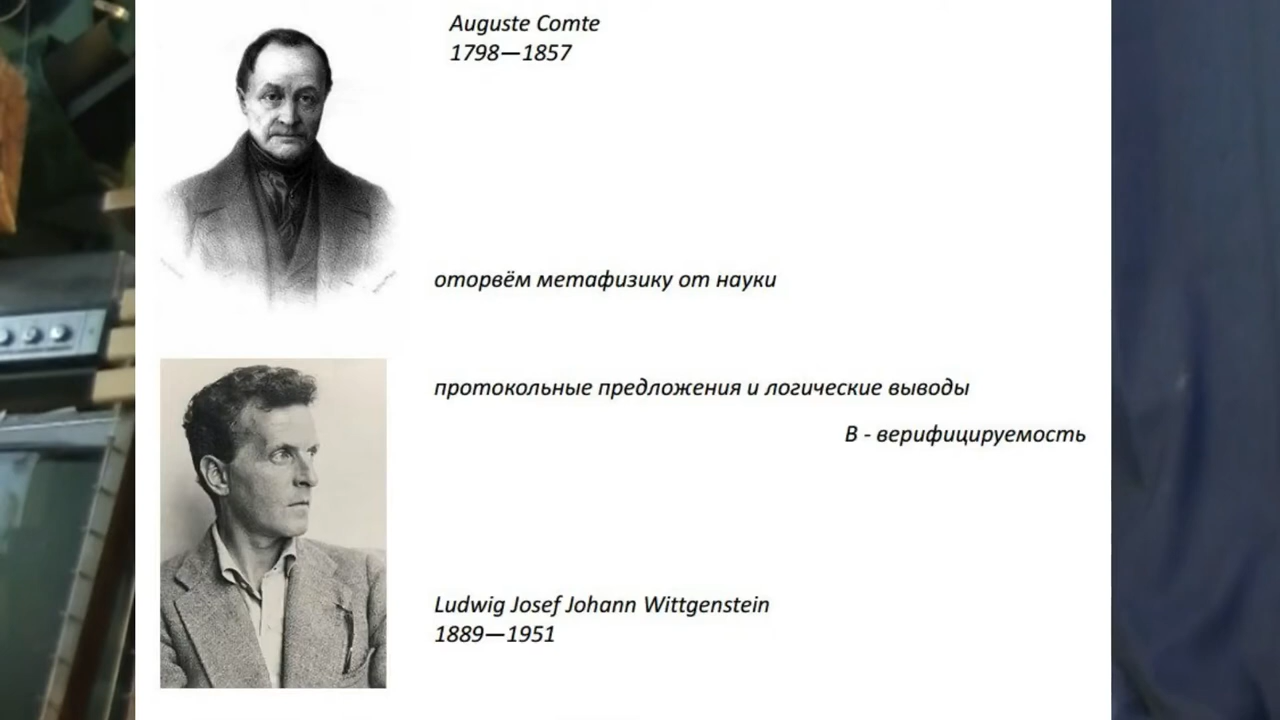 Auguste Comte
1798—1857
оторвём метафизику от науки
протокольные предложения и логические выводы
В - верифицируемость
Ludwig Josef Johann Wittgenstein
1889—1951